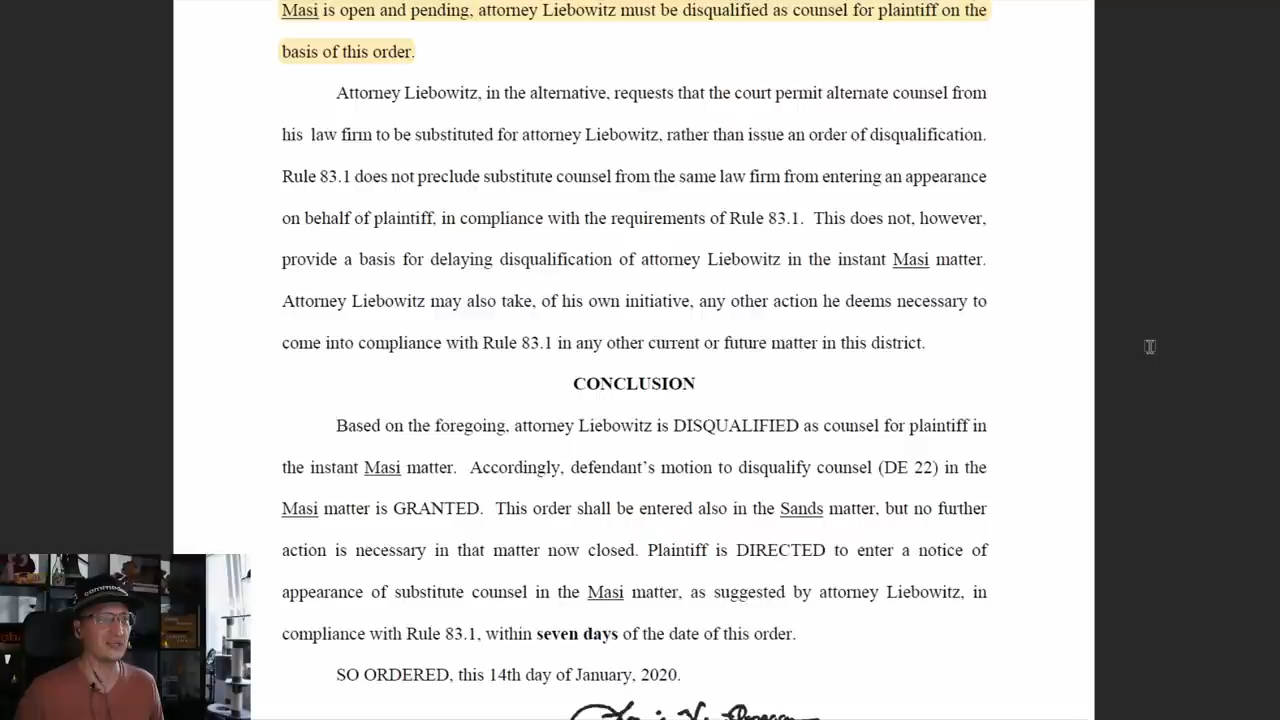 Masi is open and pending, attorney Liebowitz must be disqualified as counsel for plaintiff on the
basis of this order.
Attorney Liebowitz, in the alternative, requests that the court permit alternate counsel from
his law firm to be substituted for attorney Liebowitz, rather than issue an order of disqualification.
Rule 83.1 does not preclude substitute counsel from the same law firm from entering an appearance
on behalf of plaintiff, in compliance with the requirements of Rule 83.1. This does not, however,
provide a basis for delaying disqualification of attorney Liebowitz in the instant Masi matter.
Attorney Liebowitz may also take, of his own initiative, any other action he deems necessary to
come into compliance with Rule 83.1 in any other current or future matter in this district.
CONCLUSION
Based on the foregoing, attorney Liebowitz is DISQUALIFIED as counsel for plaintiff in
the instant Masi matter. Accordingly, defendant's motion to disqualify counsel (DE 22) in the
Masi matter is GRANTED. This order shall be entered also in the Sands matter, but no further
action is necessary in that matter now closed. Plaintiff is DIRECTED to enter a notice of
appearance of substitute counsel in the Masi matter, as suggested by attorney Liebowitz, in
compliance with Rule 83.1, within seven days of the date of this order.
SO ORDERED, this 14th day of January, 2020.